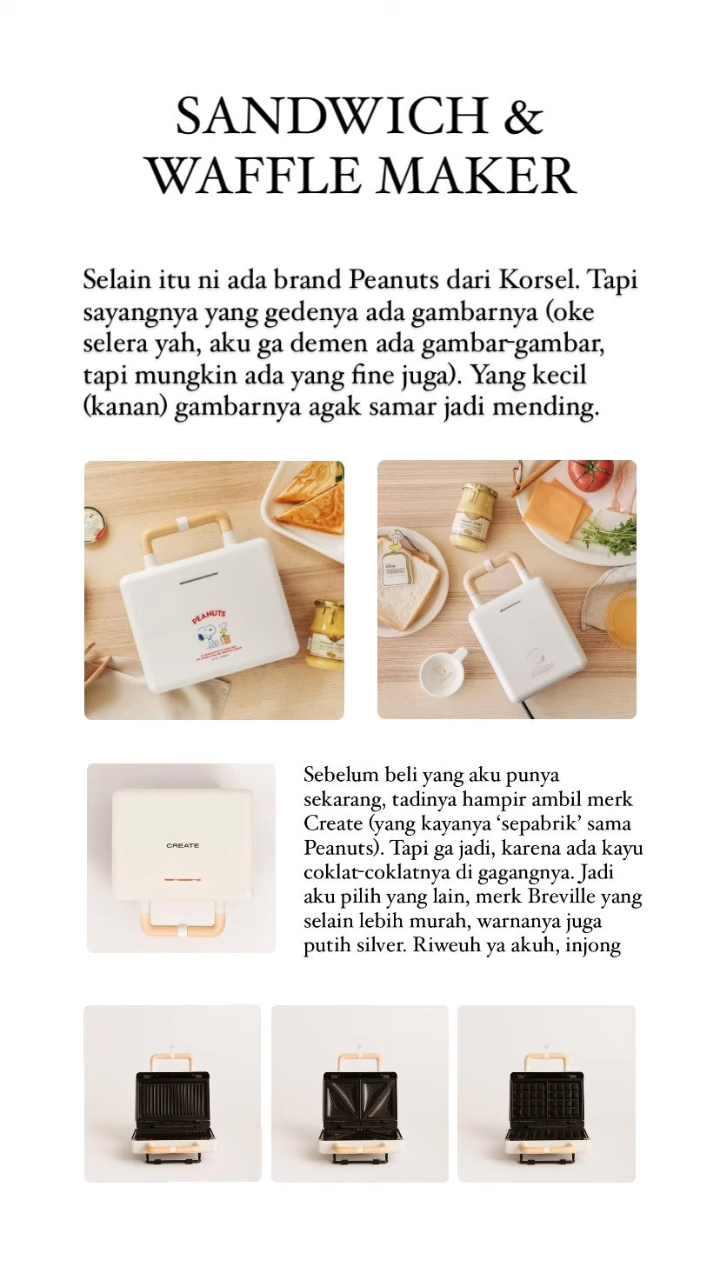 SANDWICH &
WAFFLE MAKER
Selain itu ni ada brand Peanuts dari Korsel. Tapi
sayangnya yang gedenya ada gambarnya (oke
selera yah, aku ga demen ada gambar-gambar,
tapi mungkin ada yang fine juga). Yang kecil
(kanan) gambarnya agak samar jadi mending.
PEANUTS
Sebelum beli yang aku punya
sekarang, tadinya hampir ambil merk
Create (yang kayanya ‘sepabrik’ sama
Peanuts). Tapi ga jadi, karena ada kayu
coklat-coklatnya di gagangnya. Jadi
aku pilih yang lain, merk Breville yang
selain lebih murah, warnanya juga
putih silver. Riweuh ya akuh, injong
CREATE